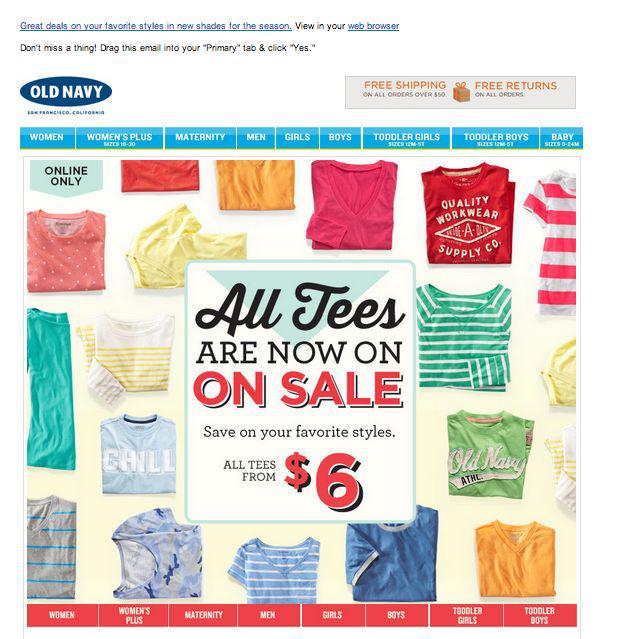 Great deals on your favorite styles in new shades for the season. View in your web browser
Don't miss a thing! Drag this email into your "Primary" tab & click "Yes."
OLD NAVY
SAN FRANCISCO, CALIFORNIA
FREE SHIPPING
ON ALL ORDERS OVER $50.
FREE RETURNS
ON ALL ORDERS.
WOMEN
WOMEN'S PLUS
SIZES 16-30
MATERNITY
MEN
GIRLS
BOYS
TODDLER GIRLS
SIZES 12M-5T
TODDLER BOYS
SIZES 12M-5T
BABY
SIZES 0-24M
ONLINE
ONLY
QUALITY
WORKWEAR
SUPPLY CO.
All Tees
ARE NOW ON
ON SALE
Save on your favorite styles.
ALL TEES
FROM
$6
CHILL
Old Navy
ATHL.
WOMEN
WOMEN'S
PLUS
MATERNITY
MEN
GIRLS
BOYS
TODDLER
GIRLS
TODDLER
BOYS